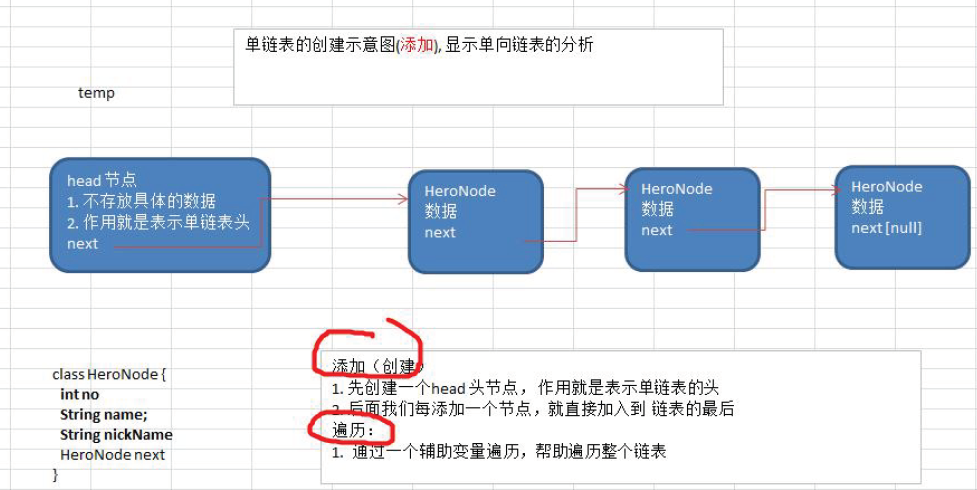 单链表的创建示意图(添加),显示单向链表的分析
temp
head 节点
1. 不存放具体的数据
2. 作用就是表示单链表头
next
HeroNode
数据
next
HeroNode
数据
next
HeroNode
数据
next[null]
class HeroNode {
int no
String name;
String nickName
HeroNode next
}
添加（创建）
1. 先创建一个head 头节点，作用就是表示单链表的头
2. 后面我们每添加一个节点，就直接加入到 链表的最后
遍历：
1. 通过一个辅助变量遍历，帮助遍历整个链表